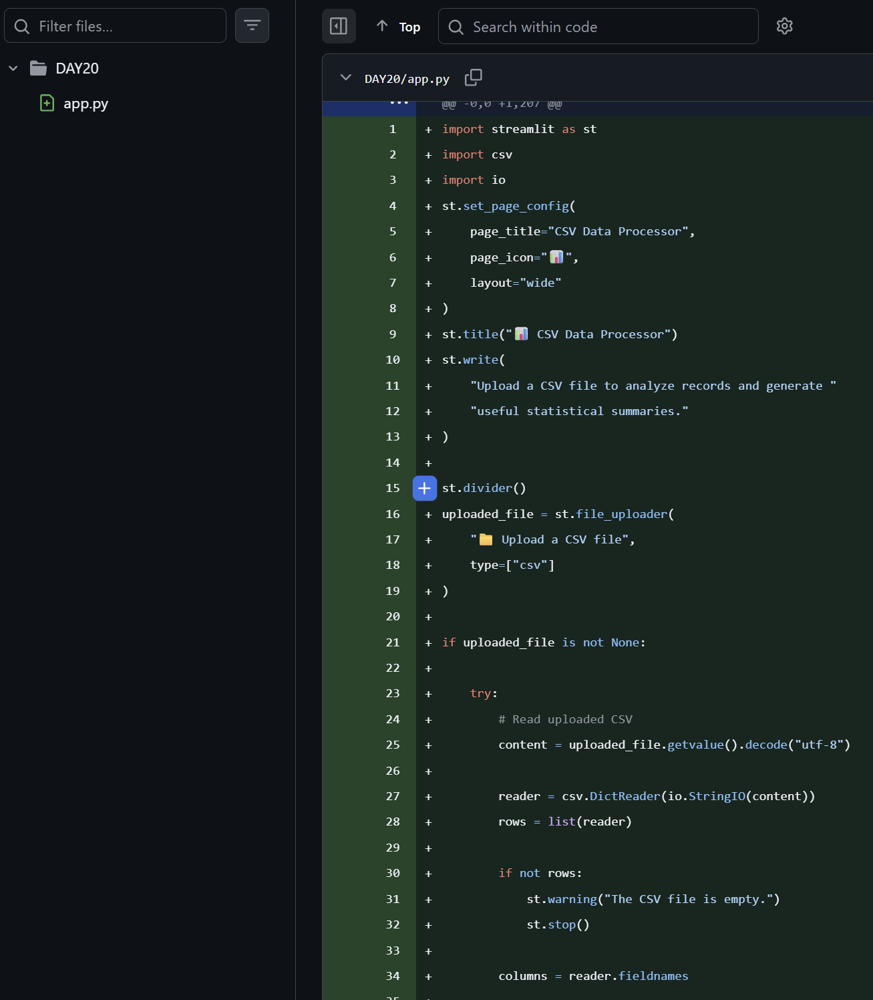 Filter files...
DAY20
app.py
Top
Search within code
DAY20/app.py
@@ -0,0 +1,207 @@
1 + import streamlit as st
2 + import csv
3 + import io
4 + st.set_page_config(
5 +     page_title="CSV Data Processor",
6 +     page_icon="📊",
7 +     layout="wide"
8 + )
9 + st.title("📊 CSV Data Processor")
10 + st.write(
11 +     "Upload a CSV file to analyze records and generate "
12 +     "useful statistical summaries."
13 + )
14 +
15 + st.divider()
16 + uploaded_file = st.file_uploader(
17 +     "📁 Upload a CSV file",
18 +     type=["csv"]
19 + )
20 +
21 + if uploaded_file is not None:
22 +
23 +     try:
24 +         # Read uploaded CSV
25 +         content = uploaded_file.getvalue().decode("utf-8")
26 +
27 +         reader = csv.DictReader(io.StringIO(content))
28 +         rows = list(reader)
29 +
30 +         if not rows:
31 +             st.warning("The CSV file is empty.")
32 +             st.stop()
33 +
34 +         columns = reader.fieldnames
35 +